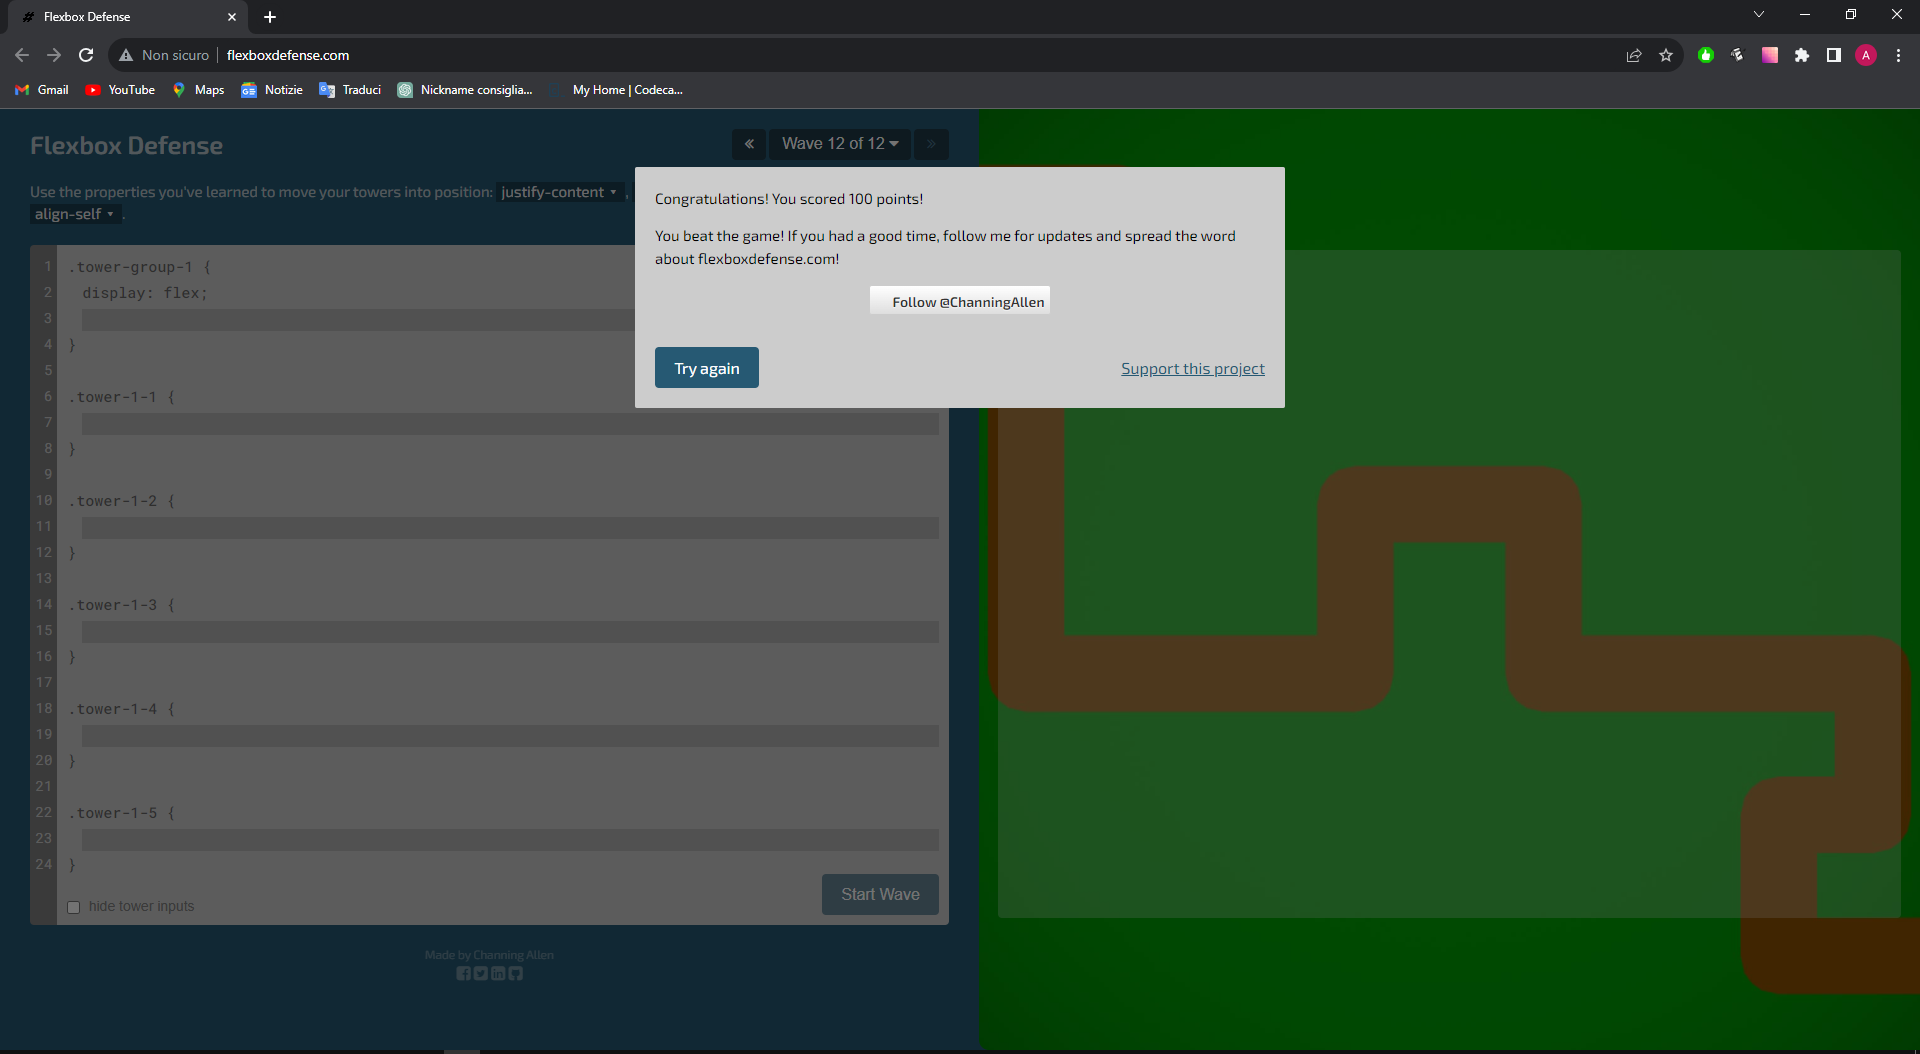 Flexbox Defense
Non sicuro
flexboxdefense.com
A
Gmail
YouTube
Maps
Notizie
Traduci
Nickname consiglia...
My Home | Codeca...
Flexbox Defense
«
Wave 12 of 12
»
Use the properties you've learned to move your towers into position: justify-content ,
align-self .
Congratulations! You scored 100 points!
You beat the game! If you had a good time, follow me for updates and spread the word
about flexboxdefense.com!
Follow @ChanningAllen
Try again
Support this project
1 .tower-group-1 {
2 display: flex;
3
4 }
5
6 .tower-1-1 {
7
8 }
9
10 .tower-1-2 {
11
12 }
13
14 .tower-1-3 {
15
16 }
17
18 .tower-1-4 {
19
20 }
21
22 .tower-1-5 {
23
24 }
hide tower inputs
Start Wave
Made by Channing Allen